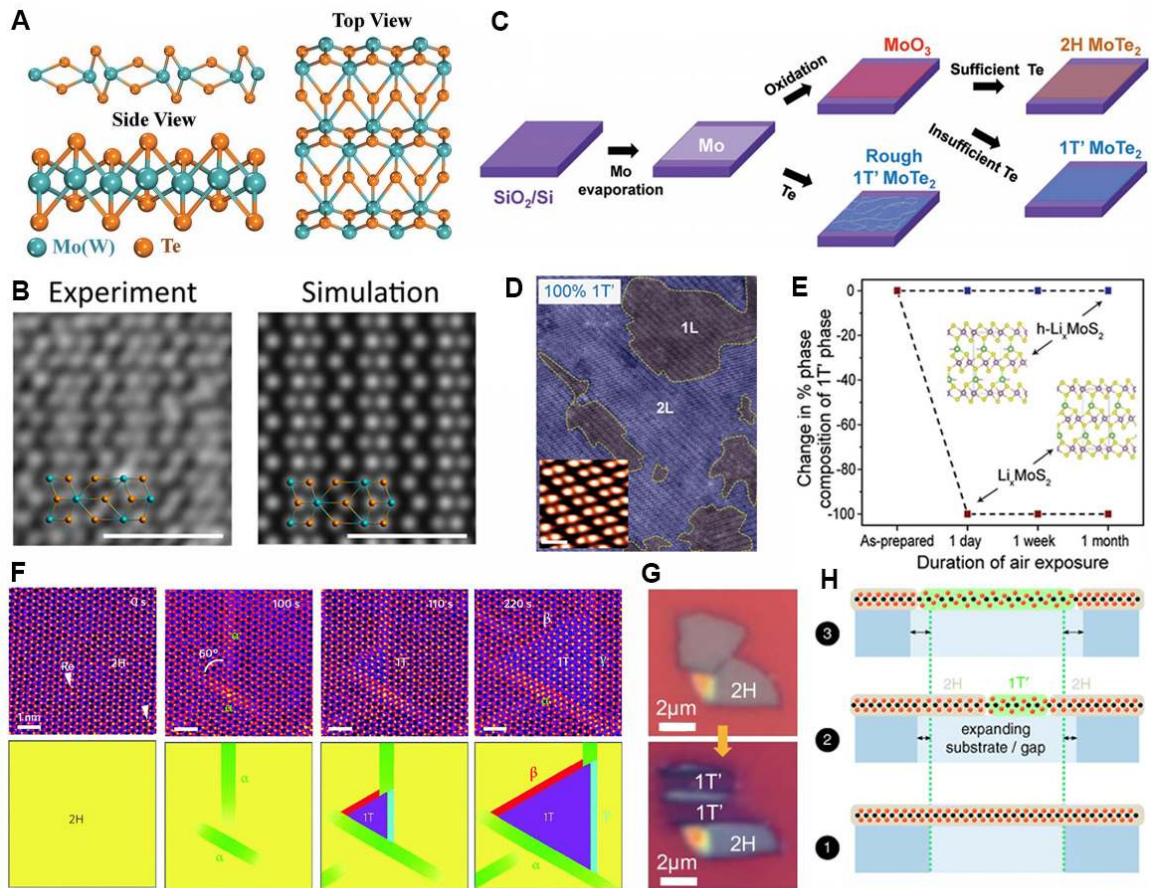 A
Top View
Side View
Mo(W)
Te
C
SiO2/Si
Mo
evaporation
Mo
Oxidation
MoO3
Sufficient Te
2H MoTe2
Insufficient Te
1T' MoTe2
Te
Rough
1T' MoTe2
B
Experiment
Simulation
D
100% 1T'
1L
2L
E
Change in % phase
composition of 1T' phase
0
-20
-40
-60
-80
-100
h-LixMoS2
LixMoS2
As-prepared
1 day
1 week
1 month
Duration of air exposure
F
0 s
Re
2H
1 nm
100 s
α
60°
α
110 s
1T
220 s
β
1T
γ
α
2H
α
α
1T
β
1T
γ
α
G
2H
2μm
1T'
1T'
2H
2μm
H
3
2H
1T'
2H
2
expanding
substrate / gap
1